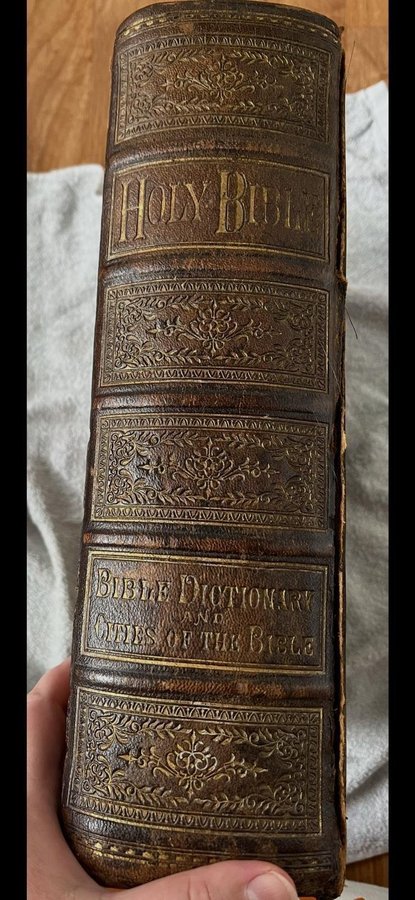 HOLY BIBLE
BIBLE DICTIONARY
AND
CITIES OF THE BIBLE